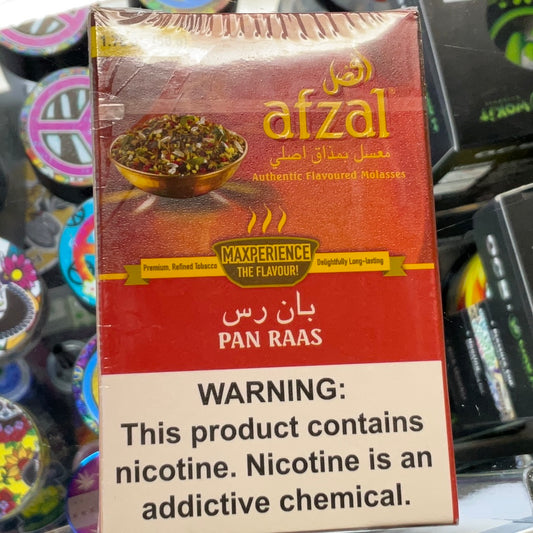 افضل
afzal
معسل بمذاق اصلي
Authentic Flavoured Molasses
MAXPERIENCE
THE FLAVOUR!
Premium, Refined Tobacco
Delightfully Long-lasting
بان رس
PAN RAAS
WARNING:
This product contains
nicotine. Nicotine is an
addictive chemical.